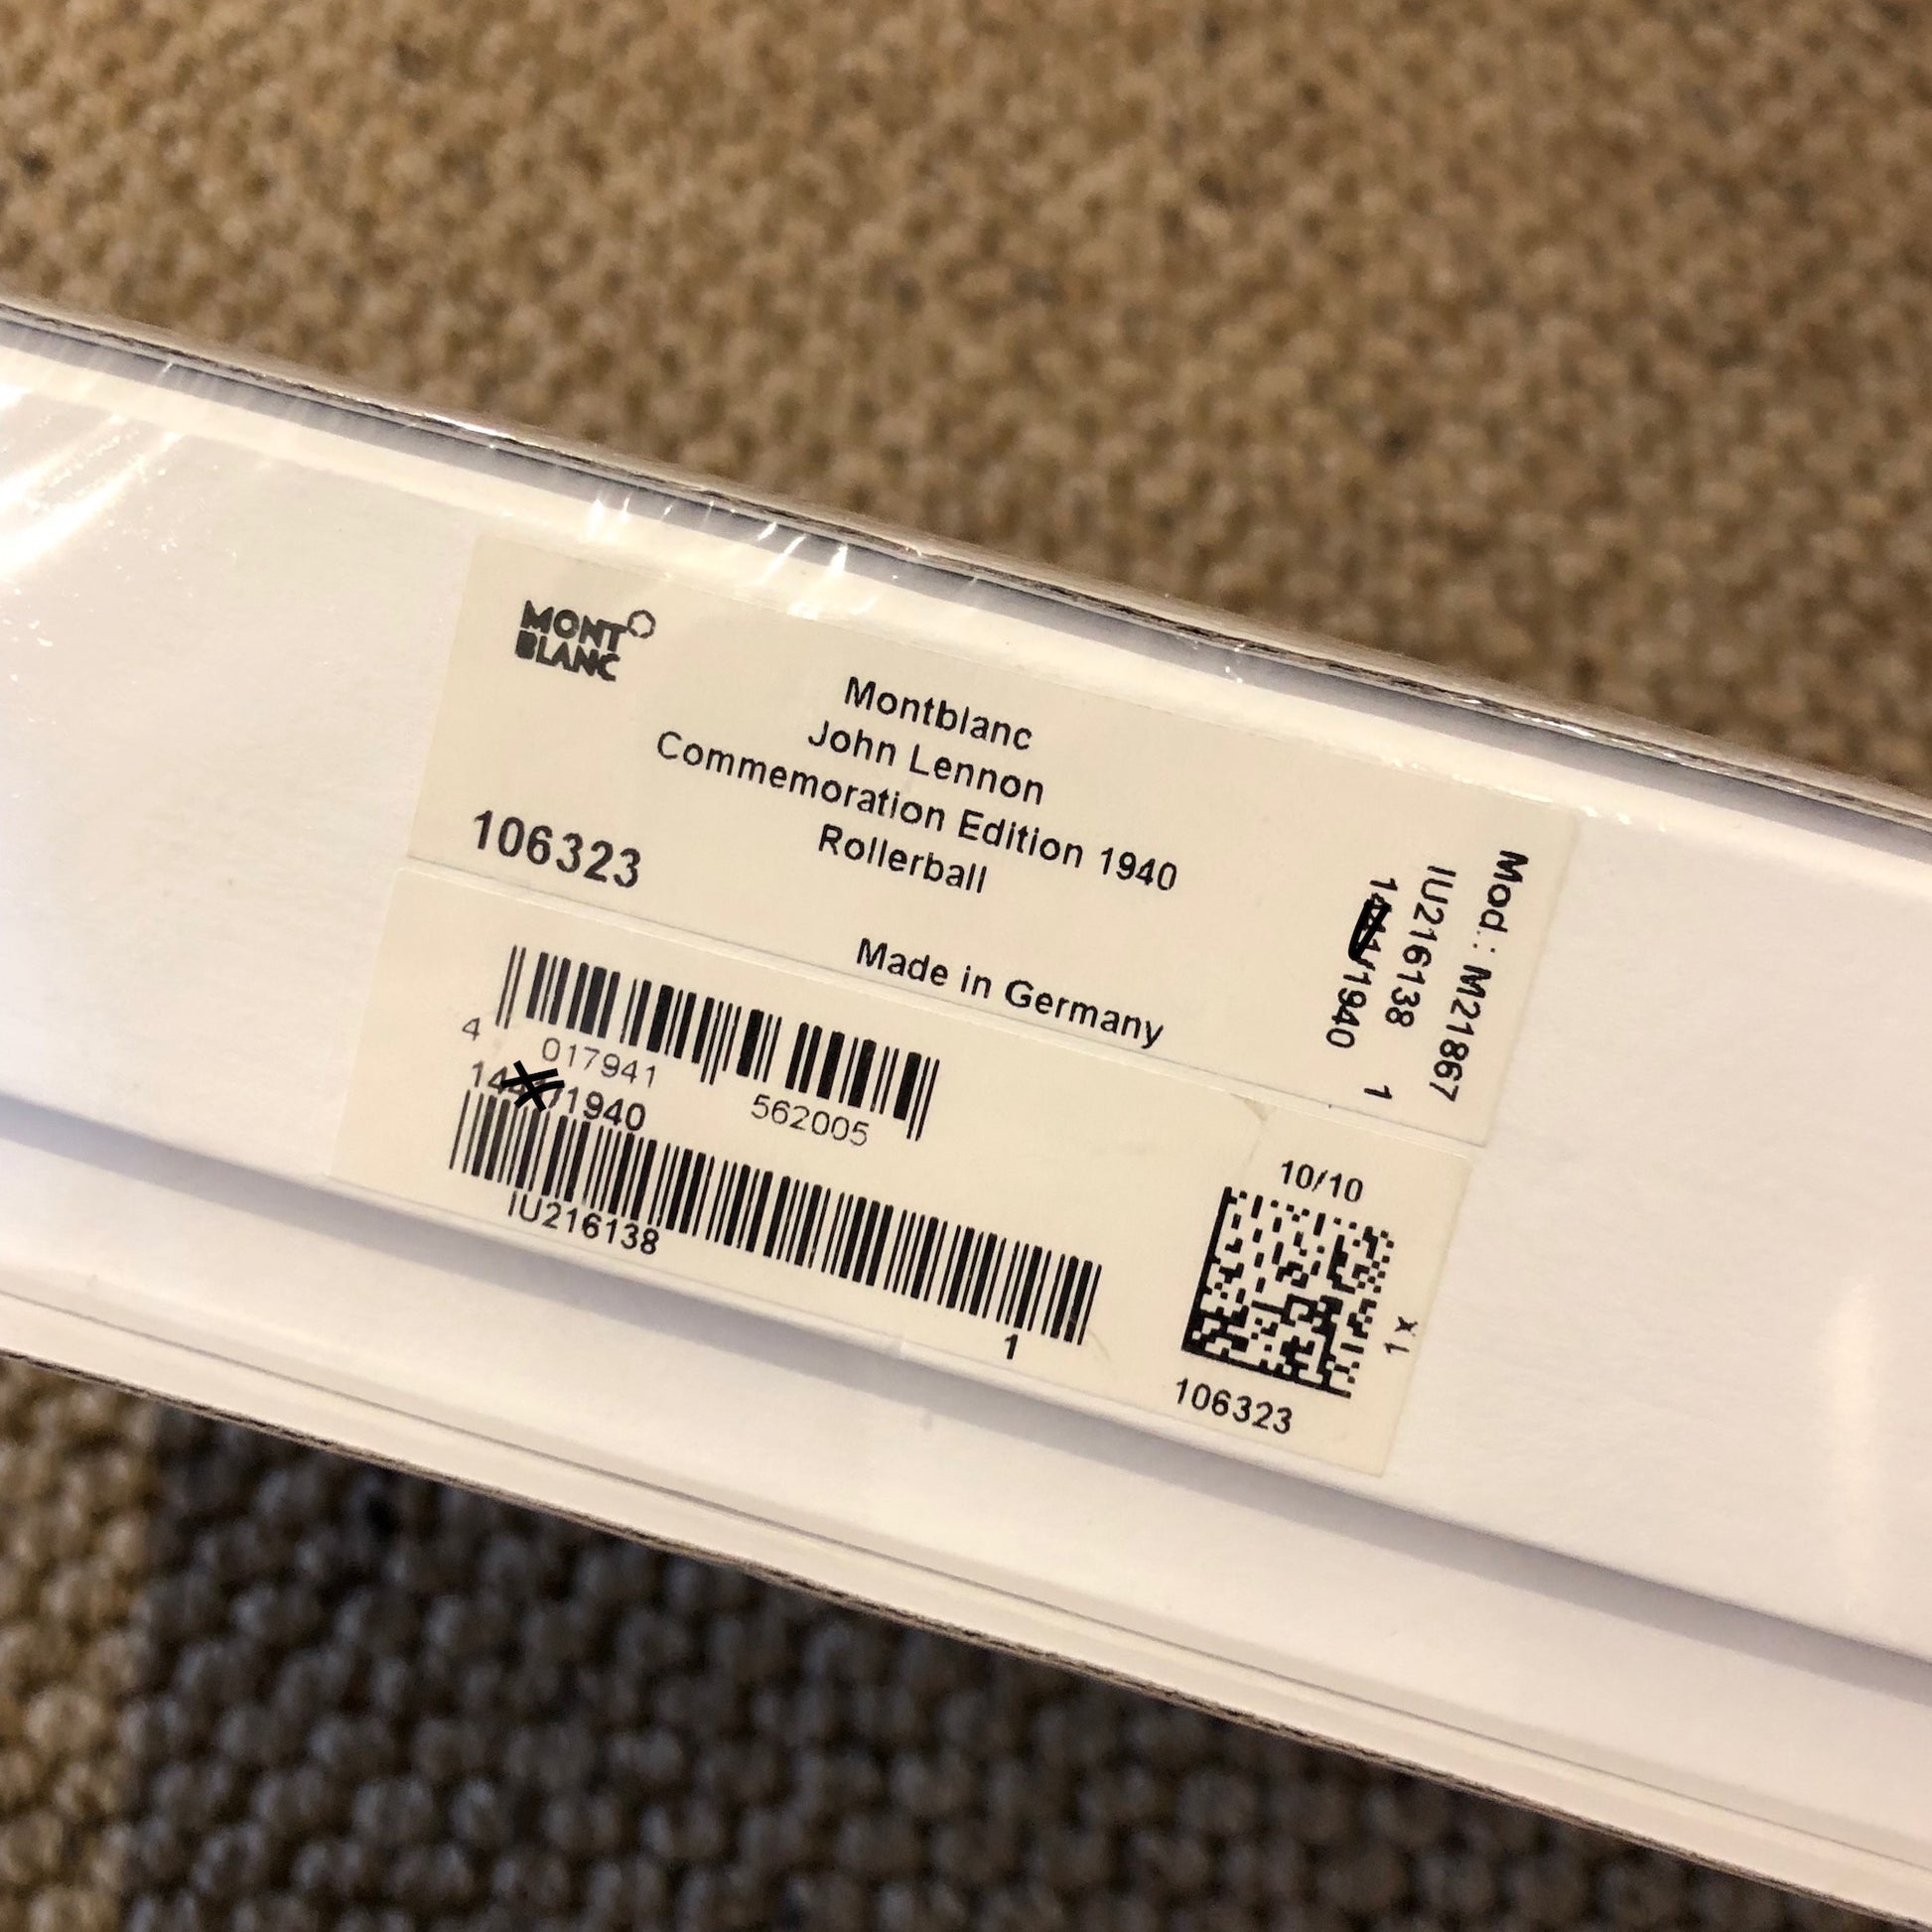 MONT
BLANC
Montblanc
John Lennon
Commemoration Edition 1940
Rollerball
106323
Made in Germany
Mod.: M21867
IU216138
/1940 1
4 017941 562005
/1940
IU216138
1
10/10
x1
106323